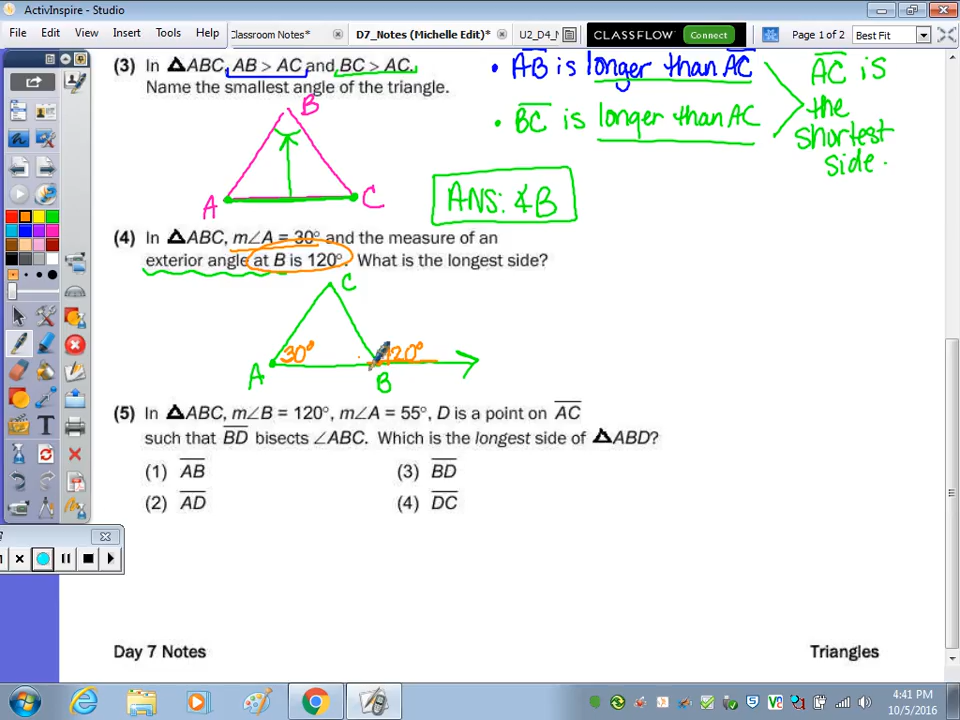 ActivInspire - Studio
File Edit View Insert Tools Help
Classroom Notes* D7_Notes (Michelle Edit)* U2_D4_N CLASSFLOW Connect Page 1 of 2 Best Fit
(3) In △ABC, AB > AC and BC > AC.
Name the smallest angle of the triangle.
• AB is longer than AC
• BC is longer than AC
AC is
the
shortest
side.
B
A C
ANS: ∡B
(4) In △ABC, m∠A = 30° and the measure of an
exterior angle at B is 120°. What is the longest side?
C
30° 120°
A B
(5) In △ABC, m∠B = 120°, m∠A = 55°, D is a point on AC
such that BD bisects ∠ABC. Which is the longest side of △ABD?
(1) AB (3) BD
(2) AD (4) DC
Day 7 Notes Triangles
4:41 PM
10/5/2016